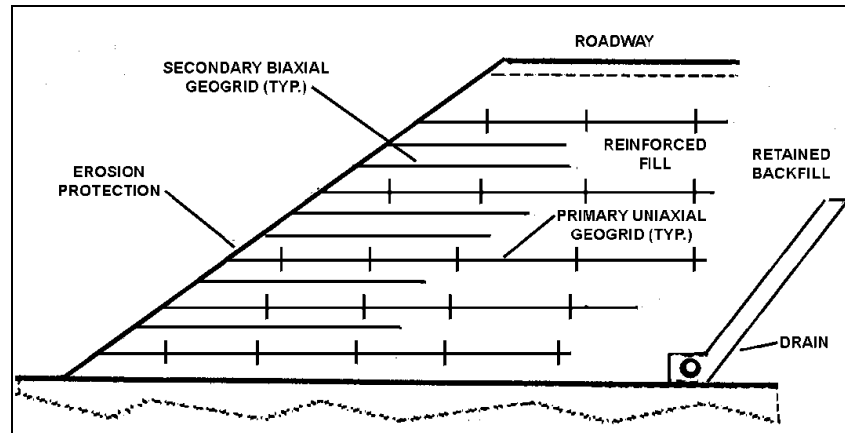 ROADWAY
SECONDARY BIAXIAL
GEOGRID (TYP.)
REINFORCED
FILL
RETAINED
BACKFILL
EROSION
PROTECTION
PRIMARY UNIAXIAL
GEOGRID (TYP.)
DRAIN